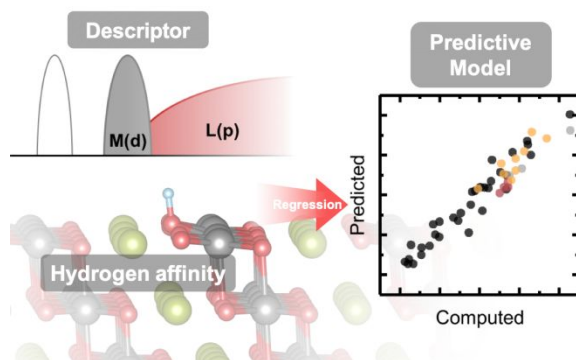 Descriptor
M(d)
L(p)
Hydrogen affinity
Regression
Predictive
Model
Predicted
Computed